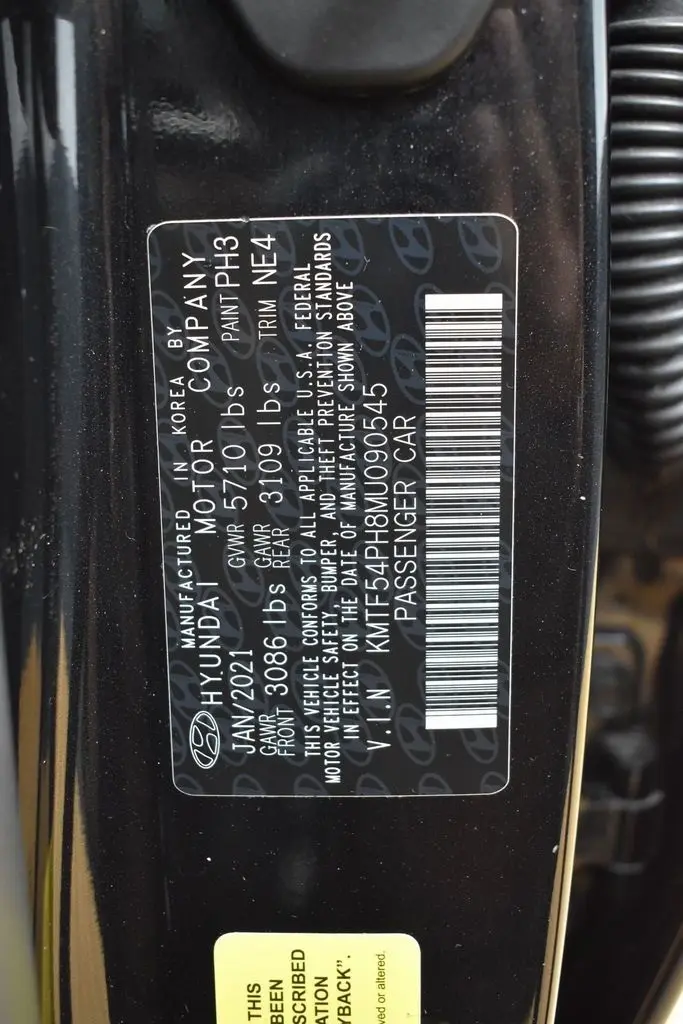 MANUFACTURED IN KOREA BY
HYUNDAI MOTOR COMPANY
JAN/2021 GVWR 5710 lbs PAINT PH3
GAWR FRONT 3086 lbs GAWR REAR 3109 lbs TRIM NE4
THIS VEHICLE CONFORMS TO ALL APPLICABLE U.S.A. FEDERAL
MOTOR VEHICLE SAFETY, BUMPER, AND THEFT PREVENTION STANDARDS
IN EFFECT ON THE DATE OF MANUFACTURE SHOWN ABOVE
V.I.N KMTF54PH8MU090545
PASSENGER CAR
THIS
BEEN
SCRIBED
ATION
YBACK".
ved or altered.